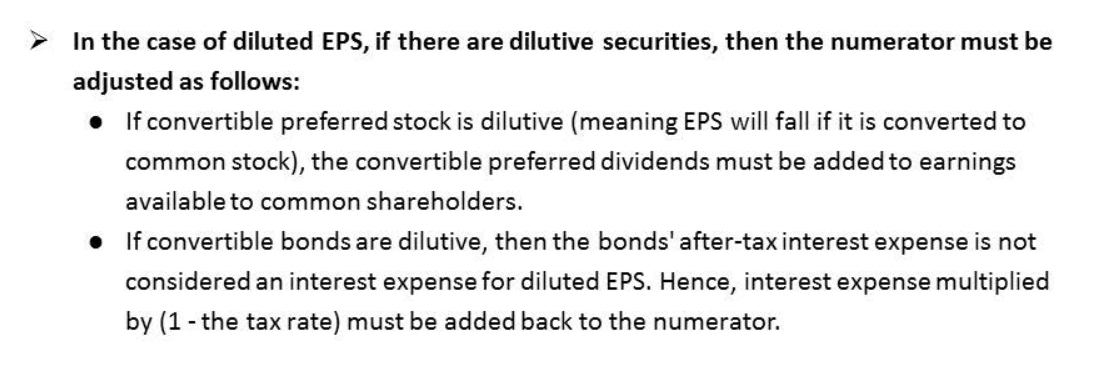 ➢ In the case of diluted EPS, if there are dilutive securities, then the numerator must be
adjusted as follows:
● If convertible preferred stock is dilutive (meaning EPS will fall if it is converted to
common stock), the convertible preferred dividends must be added to earnings
available to common shareholders.
● If convertible bonds are dilutive, then the bonds' after-tax interest expense is not
considered an interest expense for diluted EPS. Hence, interest expense multiplied
by (1 - the tax rate) must be added back to the numerator.